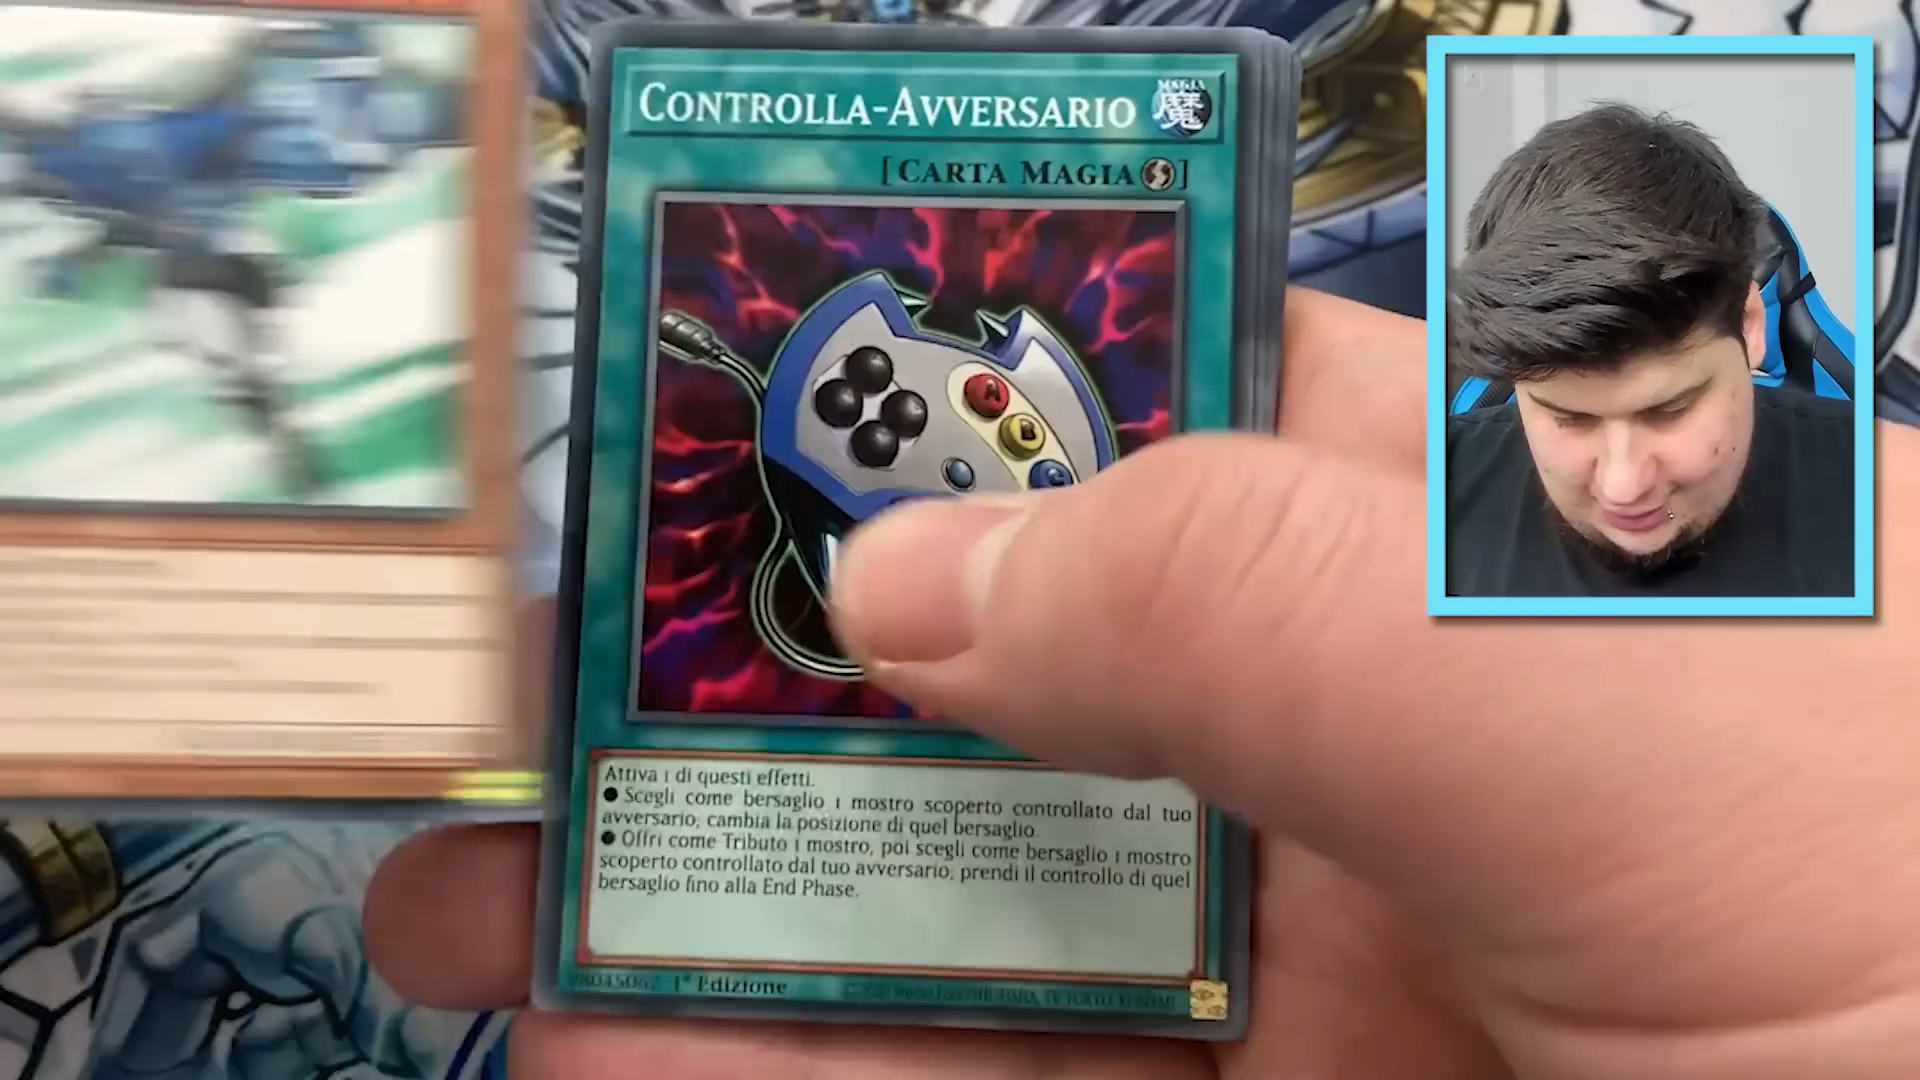 CONTROLLA-AVVERSARIO
MAGIA
魔
[CARTA MAGIA]
A
B
C
Attiva 1 di questi effetti.
● Scegli come bersaglio 1 mostro scoperto controllato dal tuo
avversario; cambia la posizione di quel bersaglio.
● Offri come Tributo 1 mostro, poi scegli come bersaglio 1 mostro
scoperto controllato dal tuo avversario; prendi il controllo di quel
bersaglio fino alla End Phase.
1ª Edizione